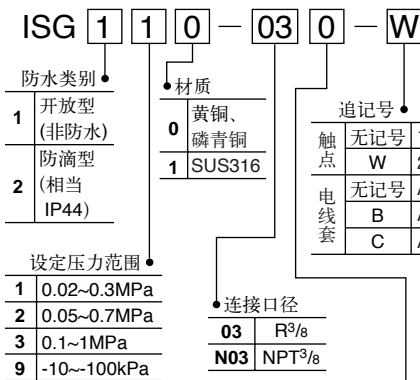 ISG 1 1 0 — 03 0 — W
防水类别
1 开放型
(非防水)
2 防滴型
(相当
IP44)
材质
0 黄铜、
磷青铜
1 SUS316
追记号
触点 无记号
W
电线套 无记号
B
C
设定压力范围
1 0.02~0.3MPa
2 0.05~0.7MPa
3 0.1~1MPa
9 -10~-100kPa
连接口径
03 R3/8
N03 NPT3/8